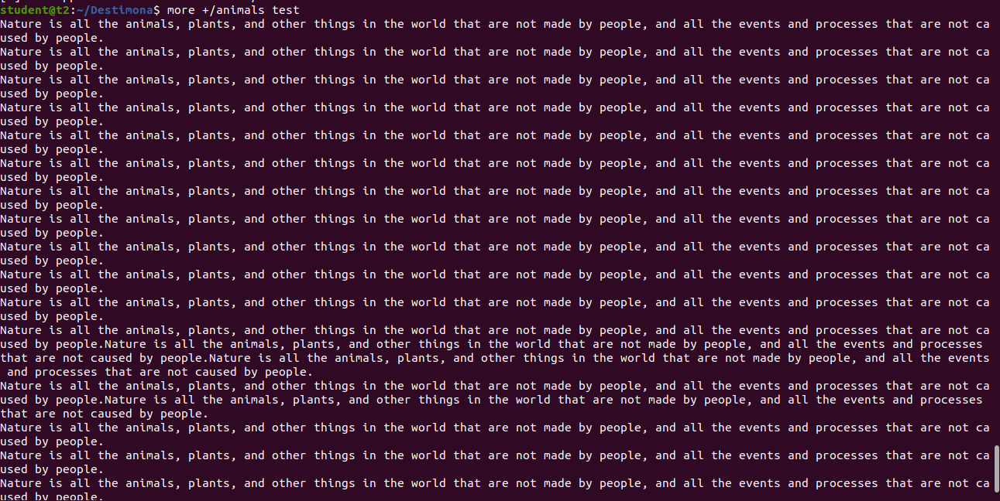 student@t2:~/Destimona$ more +/animals test
Nature is all the animals, plants, and other things in the world that are not made by people, and all the events and processes that are not ca
used by people.
Nature is all the animals, plants, and other things in the world that are not made by people, and all the events and processes that are not ca
used by people.
Nature is all the animals, plants, and other things in the world that are not made by people, and all the events and processes that are not ca
used by people.
Nature is all the animals, plants, and other things in the world that are not made by people, and all the events and processes that are not ca
used by people.
Nature is all the animals, plants, and other things in the world that are not made by people, and all the events and processes that are not ca
used by people.
Nature is all the animals, plants, and other things in the world that are not made by people, and all the events and processes that are not ca
used by people.
Nature is all the animals, plants, and other things in the world that are not made by people, and all the events and processes that are not ca
used by people.
Nature is all the animals, plants, and other things in the world that are not made by people, and all the events and processes that are not ca
used by people.
Nature is all the animals, plants, and other things in the world that are not made by people, and all the events and processes that are not ca
used by people.
Nature is all the animals, plants, and other things in the world that are not made by people, and all the events and processes that are not ca
used by people.
Nature is all the animals, plants, and other things in the world that are not made by people, and all the events and processes that are not ca
used by people.
Nature is all the animals, plants, and other things in the world that are not made by people, and all the events and processes that are not ca
used by people.Nature is all the animals, plants, and other things in the world that are not made by people, and all the events and processes
that are not caused by people.Nature is all the animals, plants, and other things in the world that are not made by people, and all the events
 and processes that are not caused by people.
Nature is all the animals, plants, and other things in the world that are not made by people, and all the events and processes that are not ca
used by people.Nature is all the animals, plants, and other things in the world that are not made by people, and all the events and processes
that are not caused by people.
Nature is all the animals, plants, and other things in the world that are not made by people, and all the events and processes that are not ca
used by people.
Nature is all the animals, plants, and other things in the world that are not made by people, and all the events and processes that are not ca
used by people.
Nature is all the animals, plants, and other things in the world that are not made by people, and all the events and processes that are not ca
used by people.